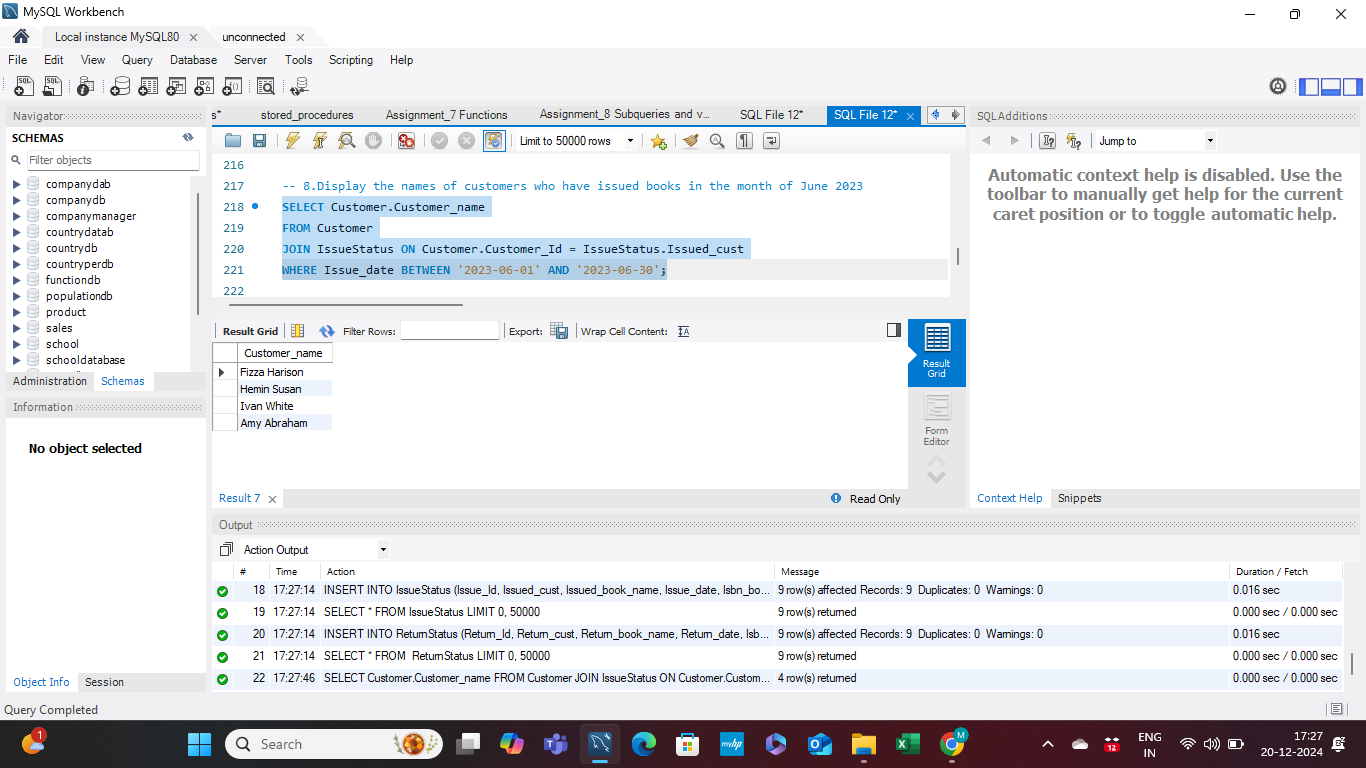 MySQL Workbench
Local instance MySQL80
unconnected
File Edit View Query Database Server Tools Scripting Help
Navigator
SCHEMAS
Filter objects
companydab
companydb
companymanager
countrydatab
countrydb
countryperdb
functiondb
populationdb
product
sales
school
schooldatabase
Administration Schemas
Information
No object selected
Object Info Session
s* stored_procedures Assignment_7 Functions Assignment_8 Subqueries and v... SQL File 12* SQL File 12*
Limit to 50000 rows
216
217 -- 8.Display the names of customers who have issued books in the month of June 2023
218 SELECT Customer.Customer_name
219 FROM Customer
220 JOIN IssueStatus ON Customer.Customer_Id = IssueStatus.Issued_cust
221 WHERE Issue_date BETWEEN '2023-06-01' AND '2023-06-30';
222
Result Grid Filter Rows: Export: Wrap Cell Content:
Customer_name
Fizza Harison
Hemin Susan
Ivan White
Amy Abraham
Result Grid
Form Editor
Result 7
Read Only
SQLAdditions
Jump to
Automatic context help is disabled. Use the
toolbar to manually get help for the current
caret position or to toggle automatic help.
Context Help Snippets
Output
Action Output
# Time Action Message Duration / Fetch
18 17:27:14 INSERT INTO IssueStatus (Issue_Id, Issued_cust, Issued_book_name, Issue_date, Isbn_bo... 9 row(s) affected Records: 9 Duplicates: 0 Warnings: 0 0.016 sec
19 17:27:14 SELECT * FROM IssueStatus LIMIT 0, 50000 9 row(s) returned 0.000 sec / 0.000 sec
20 17:27:14 INSERT INTO ReturnStatus (Return_Id, Return_cust, Return_book_name, Return_date, Isb... 9 row(s) affected Records: 9 Duplicates: 0 Warnings: 0 0.016 sec
21 17:27:14 SELECT * FROM ReturnStatus LIMIT 0, 50000 9 row(s) returned 0.000 sec / 0.000 sec
22 17:27:46 SELECT Customer.Customer_name FROM Customer JOIN IssueStatus ON Customer.Custom... 4 row(s) returned 0.000 sec / 0.000 sec
Query Completed
1
Search
myhp
M
12
ENG
IN
17:27
20-12-2024